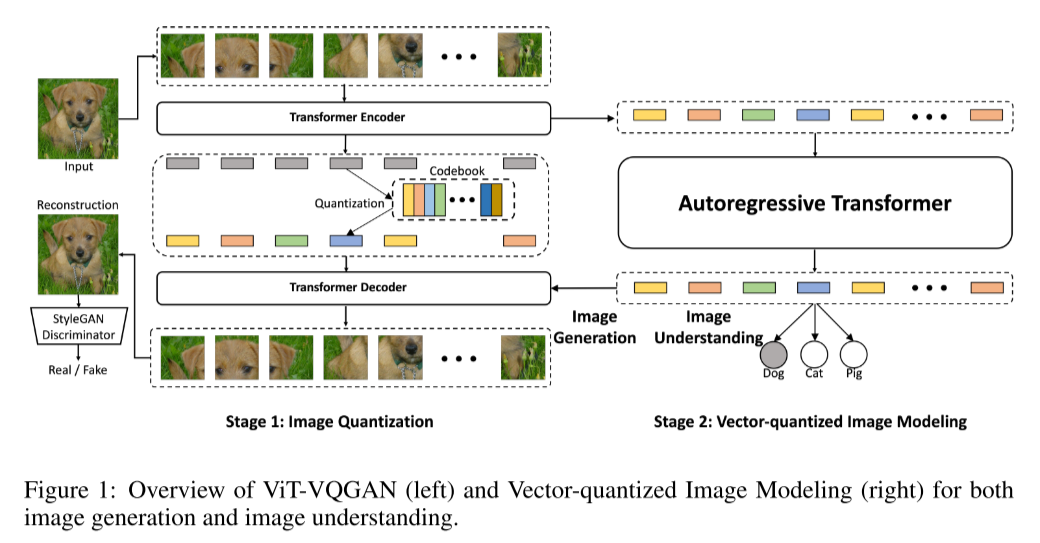 Transformer Encoder
Input
Codebook
Quantization
Reconstruction
Transformer Decoder
StyleGAN
Discriminator
Real / Fake
Autoregressive Transformer
Image
Generation
Image
Understanding
Dog
Cat
Pig
Stage 1: Image Quantization
Stage 2: Vector-quantized Image Modeling
Figure 1: Overview of ViT-VQGAN (left) and Vector-quantized Image Modeling (right) for both
image generation and image understanding.